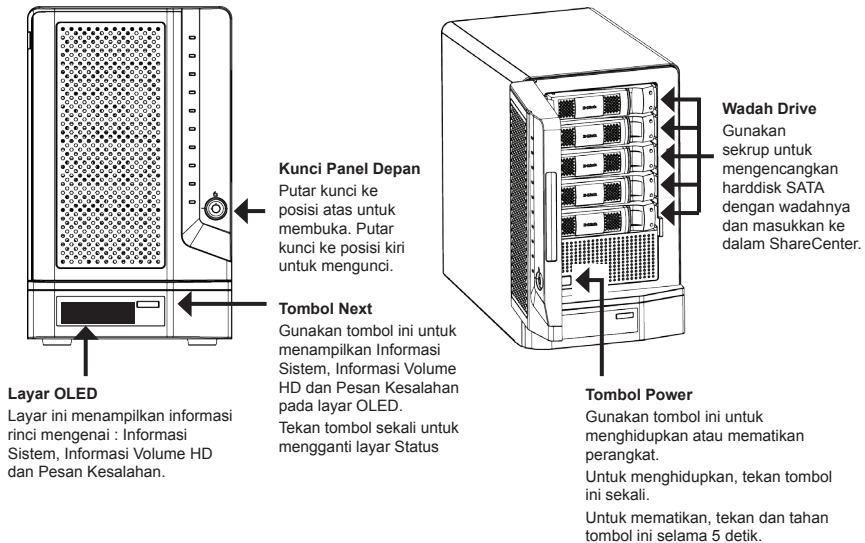 Kunci Panel Depan
Putar kunci ke
posisi atas untuk
membuka. Putar
kunci ke posisi kiri
untuk mengunci.
Tombol Next
Gunakan tombol ini untuk
menampilkan Informasi
Sistem, Informasi Volume
HD dan Pesan Kesalahan
pada layar OLED.
Tekan tombol sekali untuk
mengganti layar Status
Layar OLED
Layar ini menampilkan informasi
rinci mengenai : Informasi
Sistem, Informasi Volume HD
dan Pesan Kesalahan.
Wadah Drive
Gunakan
sekrup untuk
mengencangkan
harddisk SATA
dengan wadahnya
dan masukkan ke
dalam ShareCenter.
Tombol Power
Gunakan tombol ini untuk
menghidupkan atau mematikan
perangkat.
Untuk menghidupkan, tekan tombol
ini sekali.
Untuk mematikan, tekan dan tahan
tombol ini selama 5 detik.